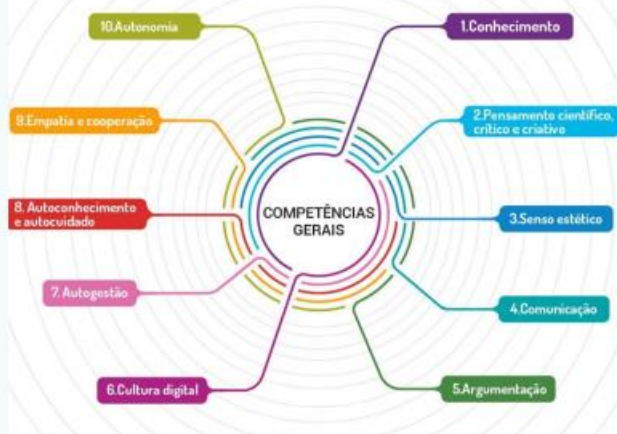 COMPETÊNCIAS
GERAIS
1.Conhecimento
2.Pensamento científico,
crítico e criativo
3.Senso estético
4.Comunicação
5.Argumentação
6.Cultura digital
7. Autogestão
8. Autoconhecimento
e autocuidado
9.Empatia e cooperação
10.Autonomia